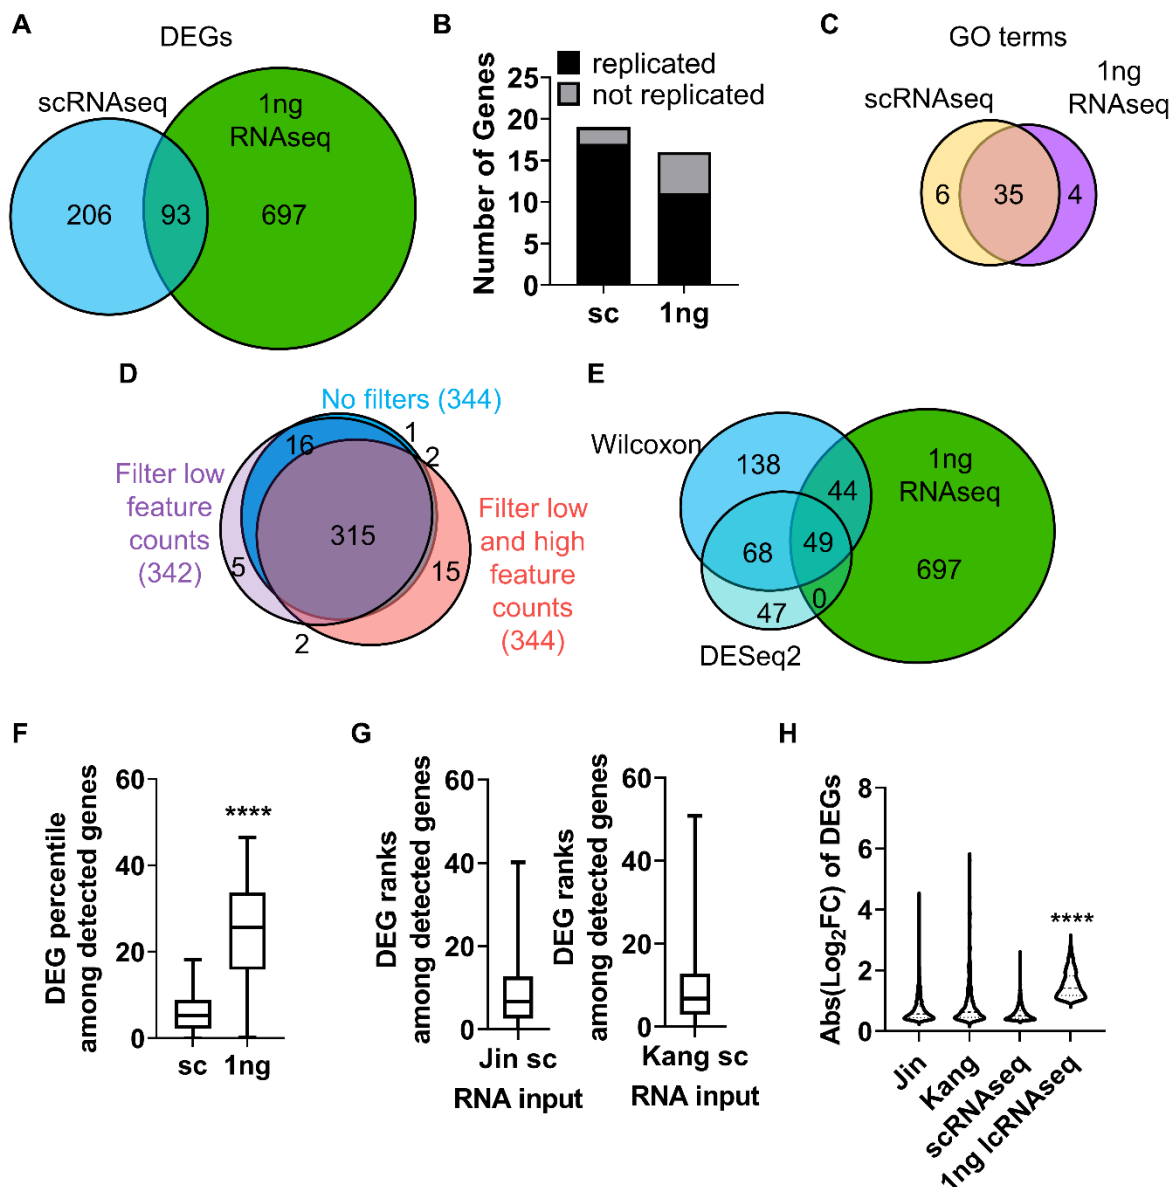 A
DEGs
scRNAseq
1ng
RNAseq
206
93
697
B
replicated
not replicated
Number of Genes
25
20
15
10
5
0
sc
1ng
C
GO terms
scRNAseq
1ng
RNAseq
6
35
4
D
No filters (344)
16
1
2
Filter low
feature
counts
(342)
315
5
15
2
Filter low
and high
feature
counts
(344)
E
Wilcoxon
138
44
1ng
RNAseq
68
49
697
47
0
DESeq2
F
DEG percentile
among detected genes
60
40
20
0
****
sc
1ng
G
DEG ranks
among detected genes
60
40
20
0
Jin sc
RNA input
DEG ranks
among detected genes
60
40
20
0
Kang sc
RNA input
H
Abs(Log₂FC) of DEGs
8
6
4
2
0
****
Jin
Kang
scRNAseq
1ng lcRNAseq